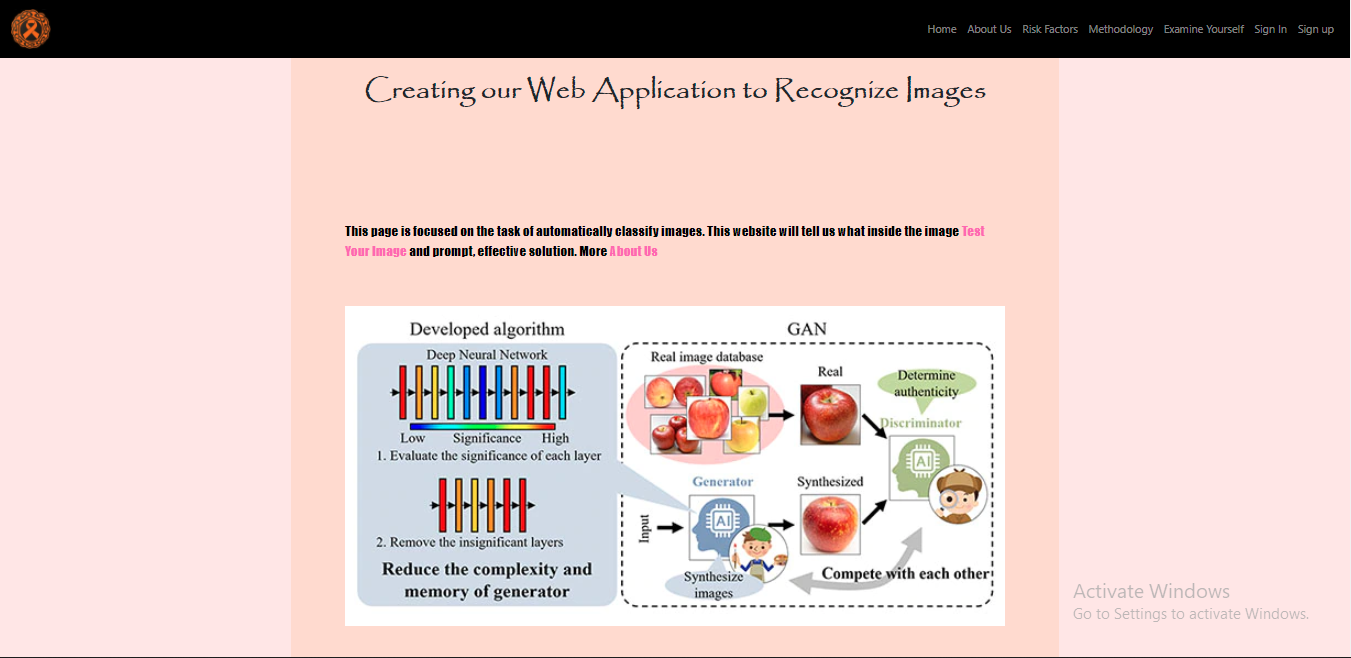 Home About Us Risk Factors Methodology Examine Yourself Sign In Sign up
Creating our Web Application to Recognize Images
This page is focused on the task of automatically classify images. This website will tell us what inside the image Test
Your Image and prompt, effective solution. More About Us
Developed algorithm
Deep Neural Network
Low Significance High
1. Evaluate the significance of each layer
2. Remove the insignificant layers
Reduce the complexity and
memory of generator
GAN
Real image database
Real
Determine
authenticity
Discriminator
AI
Generator
Synthesized
Input
AI
Synthesize
images
Compete with each other
Activate Windows
Go to Settings to activate Windows.